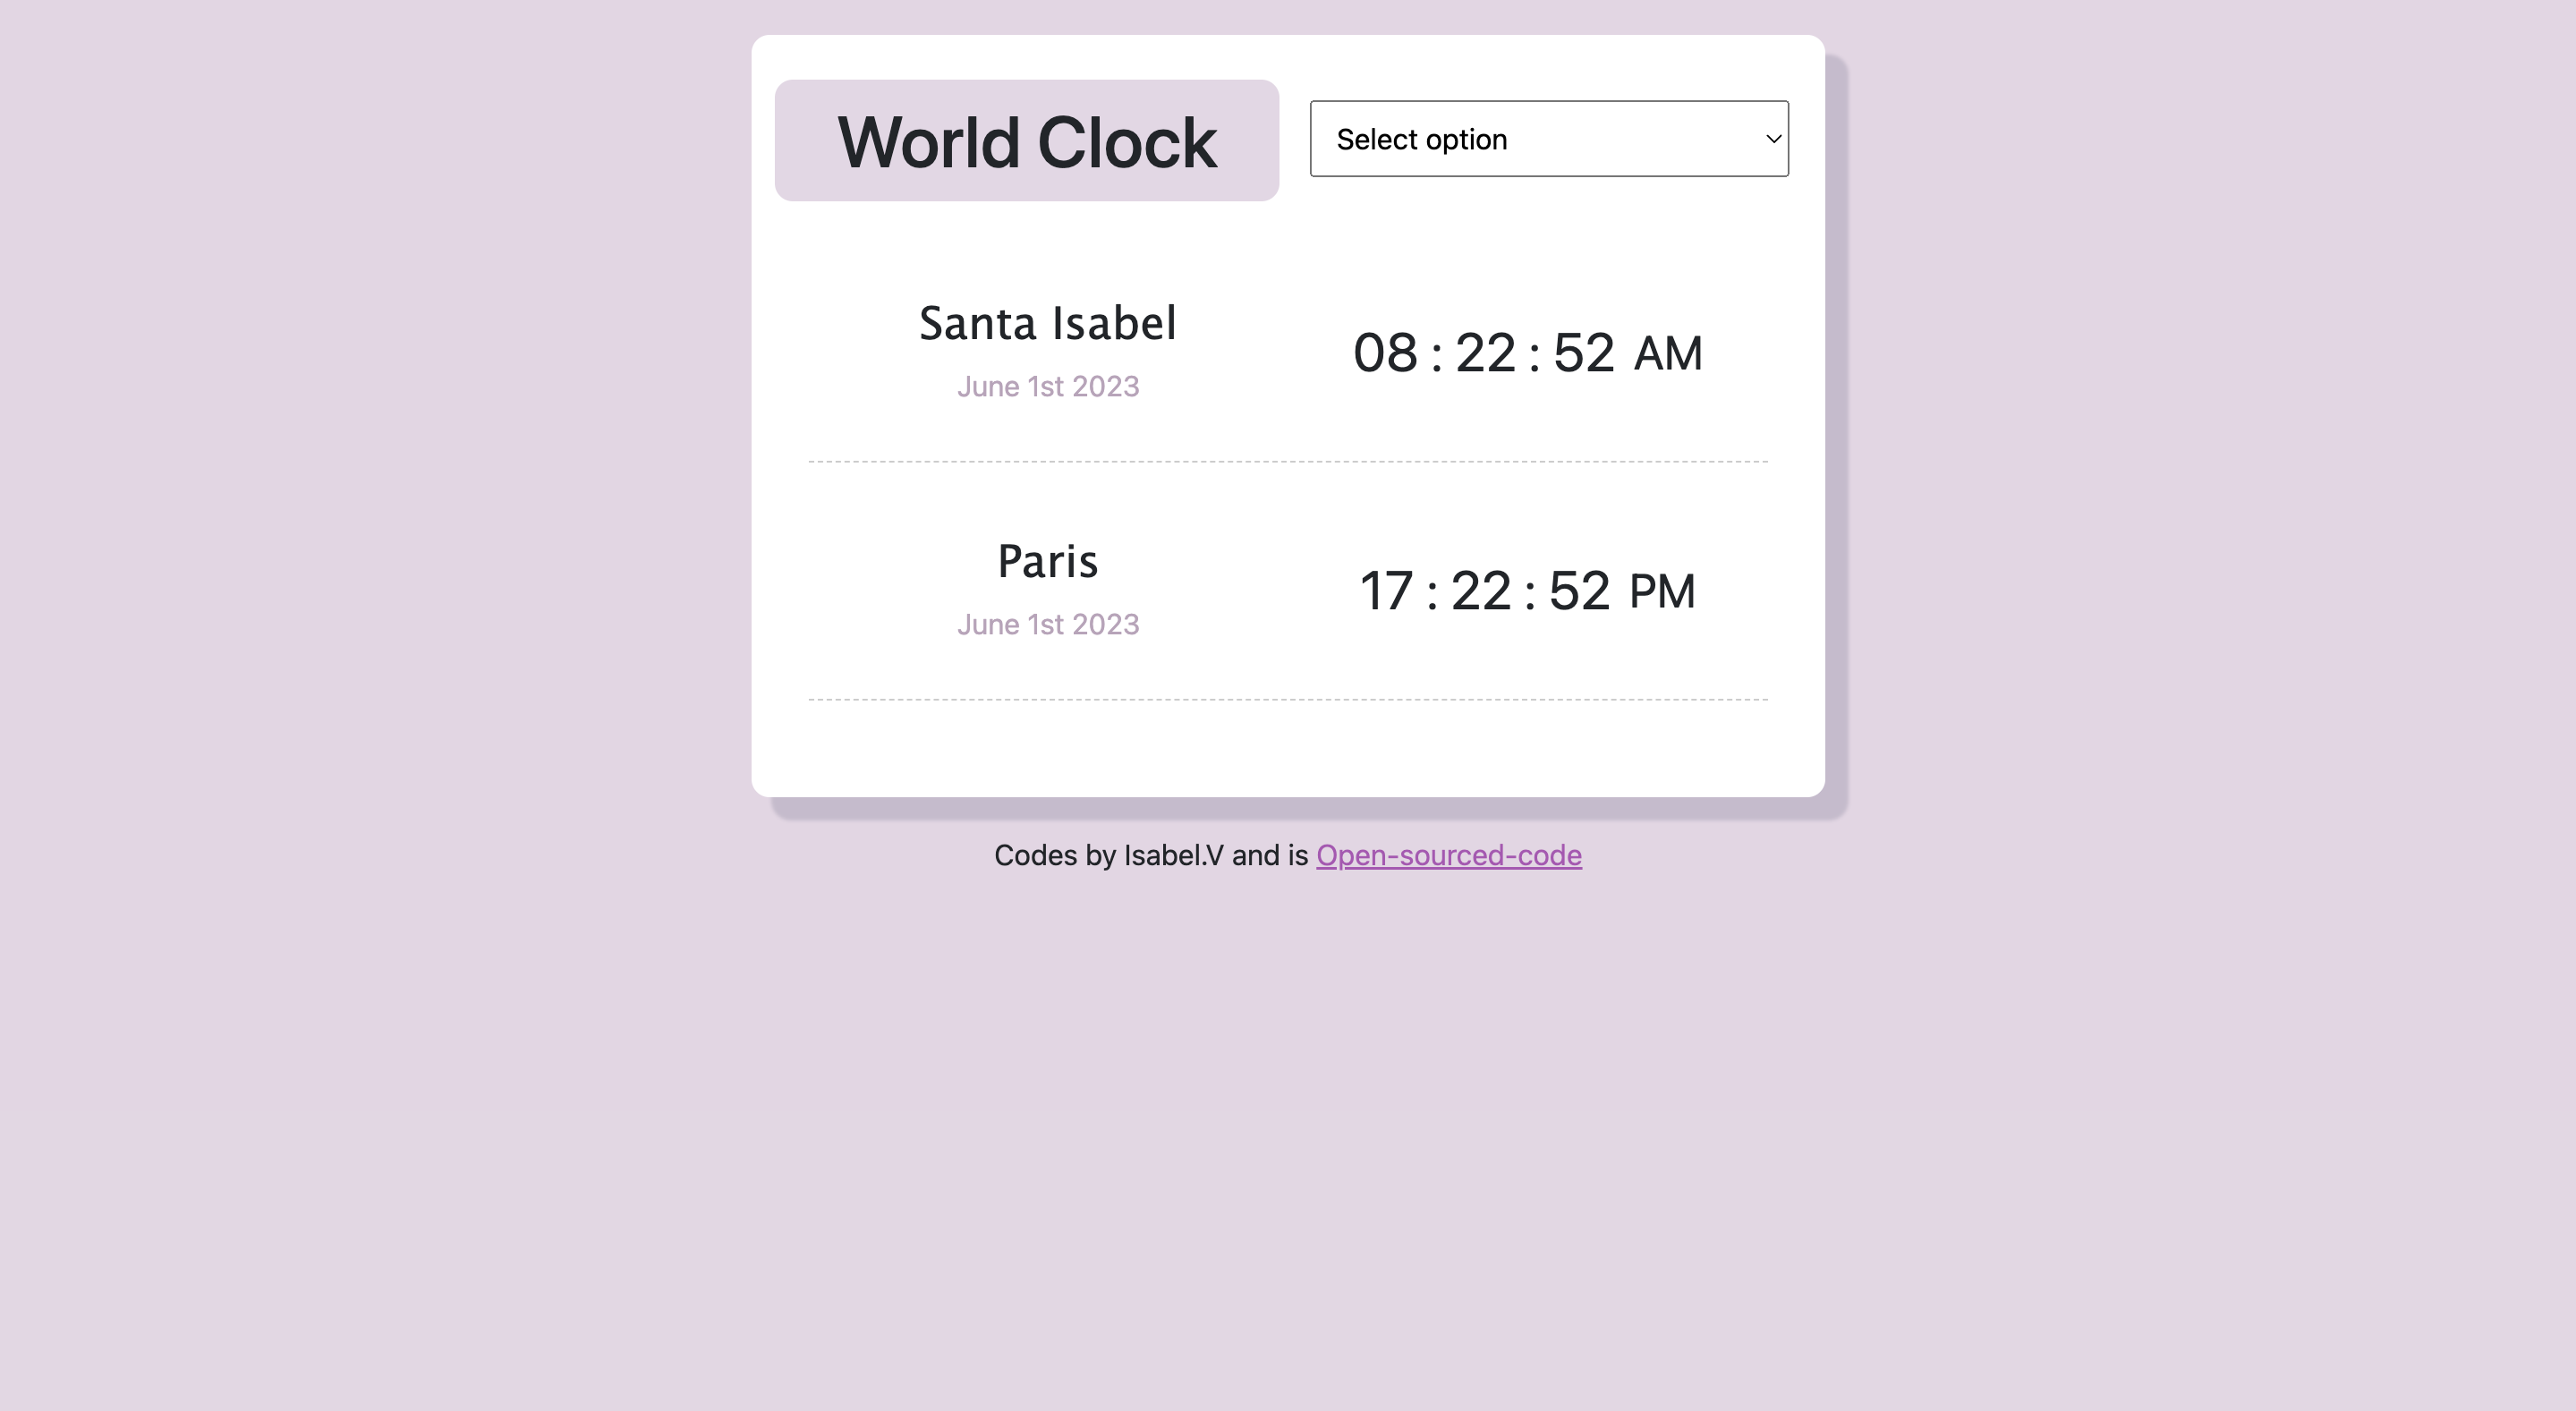 World Clock
Select option
Santa Isabel
June 1st 2023
08 : 22 : 52 AM
Paris
June 1st 2023
17 : 22 : 52 PM
Codes by Isabel.V and is Open-sourced-code